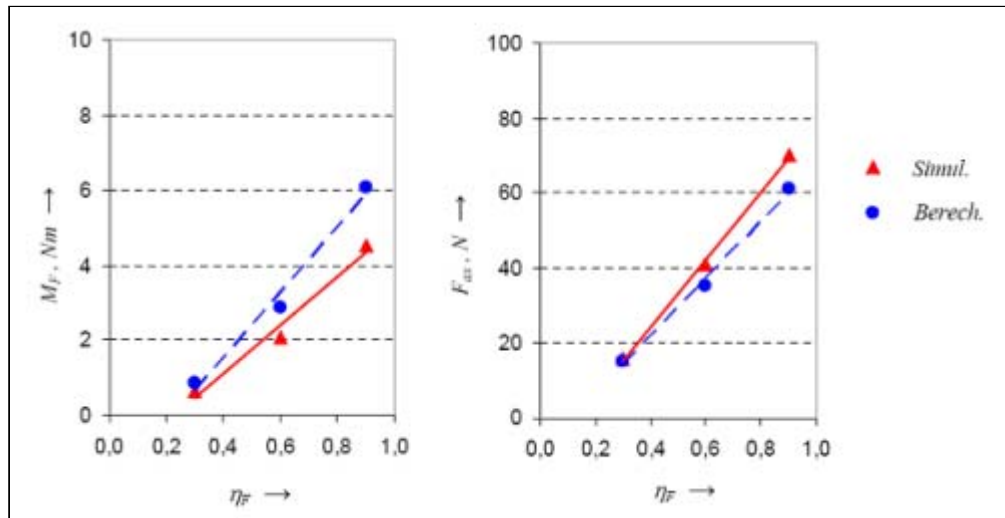 10
8
6
4
2
0
M_F , Nm →
0,0 0,2 0,4 0,6 0,8 1,0
η_F →
100
80
60
40
20
0
F_ax , N →
0,0 0,2 0,4 0,6 0,8 1,0
η_F →
Simul.
Berech.